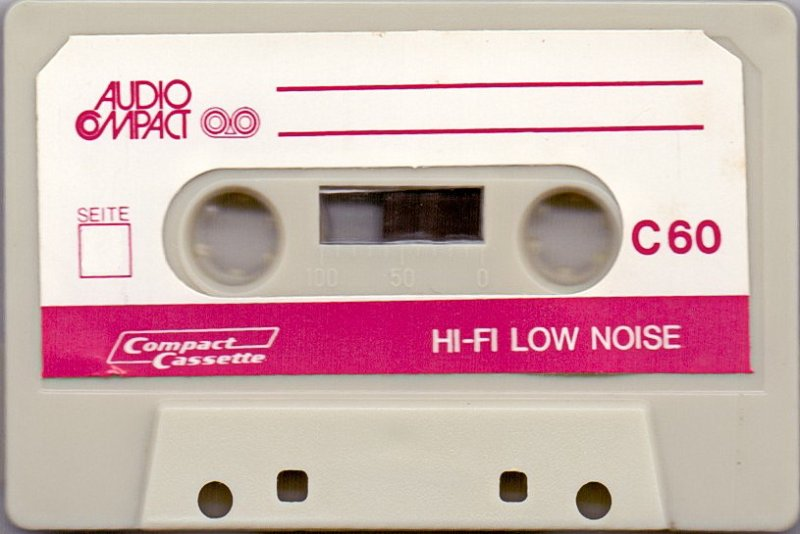 AUDIO
COMPACT
SEITE
C60
100 50 0
Compact
Cassette
HI-FI LOW NOISE